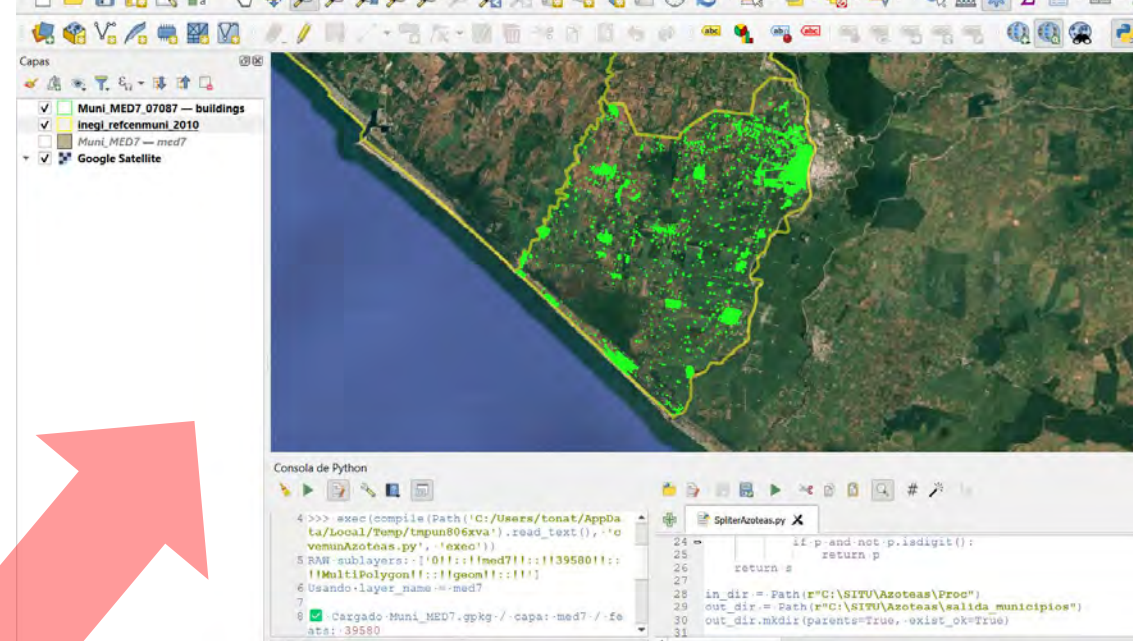 abc
abc
abc
Capas
Muni_MED7_07087 — buildings
inegi_refcenmuni_2010
Muni_MED7 — med7
Google Satellite
Consola de Python
4 >>> exec(compile(Path('C:/Users/tonat/AppDa
ta/Local/Temp/tmpun806xva').read_text(), 'c
vemunAzoteas.py', 'exec'))
5 RAW sublayers: ['0!!::!!med7!!::!!39580!!::
!!MultiPolygon!!::!!geom!!::!!']
6 Usando layer_name = med7
7
8 ✅ Cargado Muni_MED7.gpkg / capa: med7 / fe
ats: 39580
SpliterAzoteas.py
24 if p and not p.isdigit():
25 return p
26 return s
27
28 in_dir = Path(r"C:\SITU\Azoteas\Proc")
29 out_dir = Path(r"C:\SITU\Azoteas\salida_municipios")
30 out_dir.mkdir(parents=True, exist_ok=True)
31